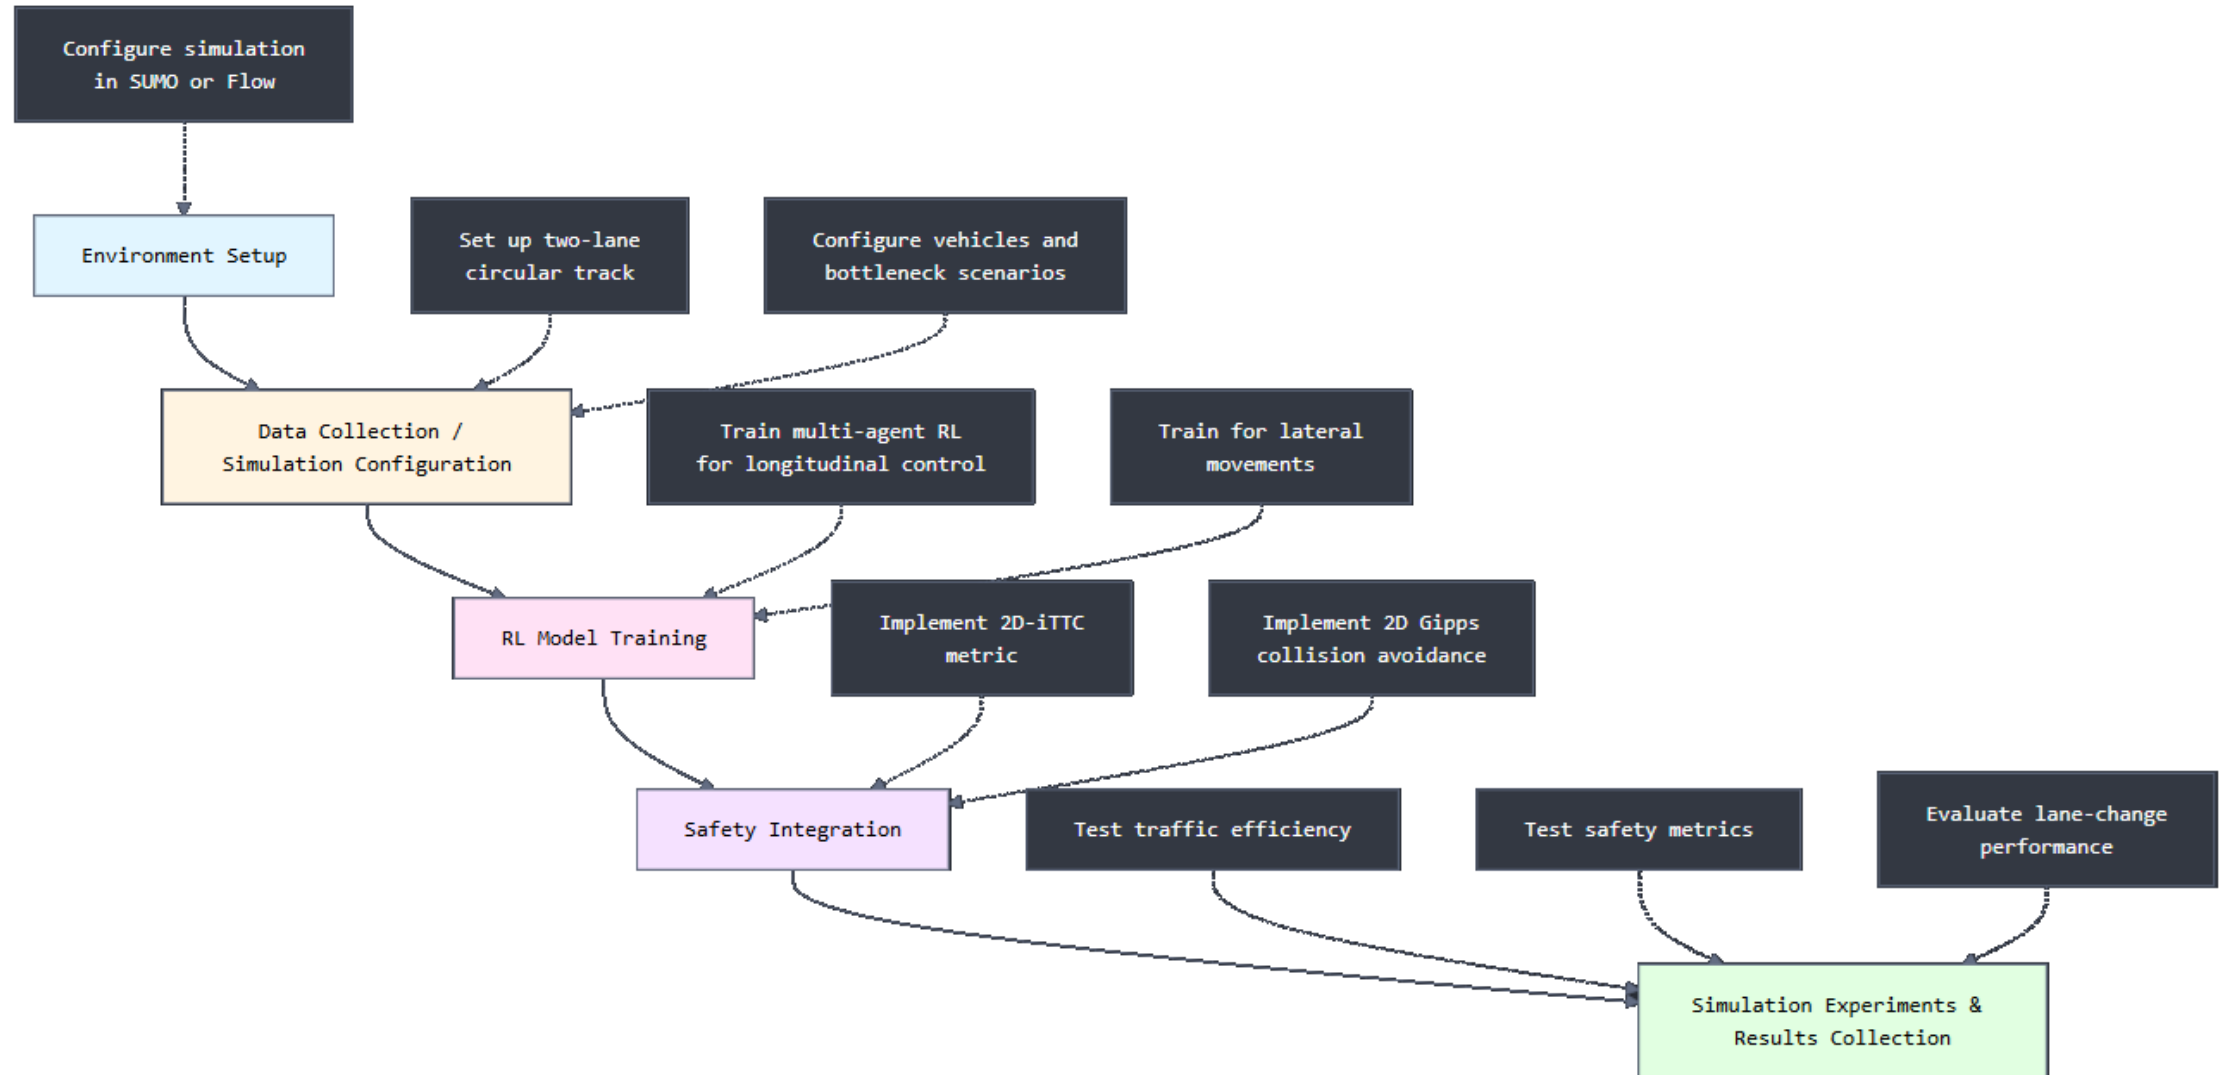 Configure simulation
in SUMO or Flow
Environment Setup
Set up two-lane
circular track
Configure vehicles and
bottleneck scenarios
Data Collection /
Simulation Configuration
Train multi-agent RL
for longitudinal control
Train for lateral
movements
RL Model Training
Implement 2D-iTTC
metric
Implement 2D Gipps
collision avoidance
Safety Integration
Test traffic efficiency
Test safety metrics
Evaluate lane-change
performance
Simulation Experiments &
Results Collection